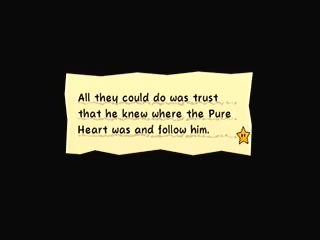 All they could do was trust
that he knew where the Pure
Heart was and follow him.